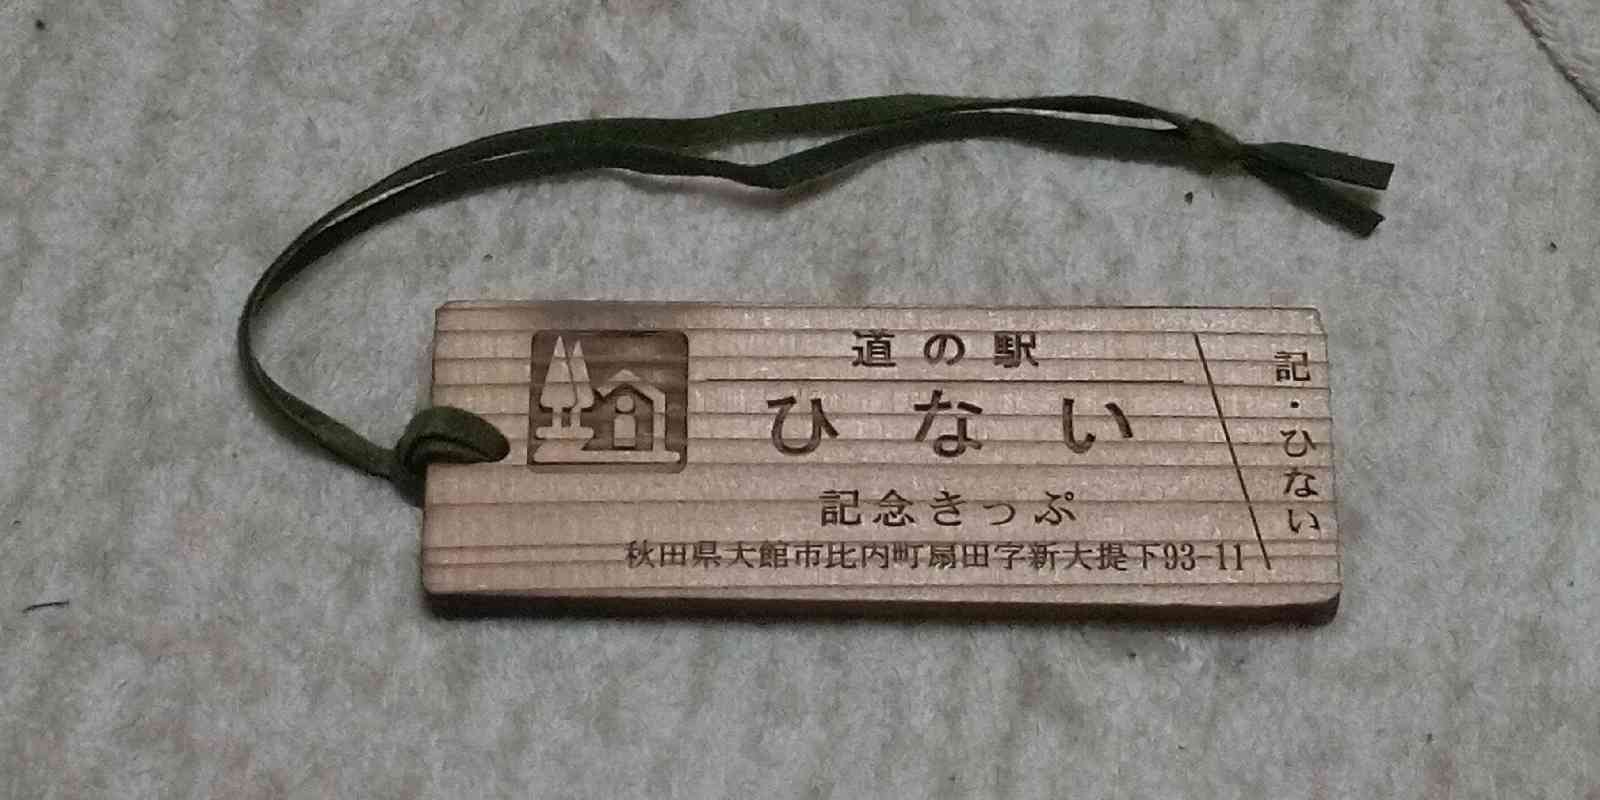 道の駅
ひない
記念きっぷ
秋田県大館市比内町扇田字新大堤下93-11
記・ひない